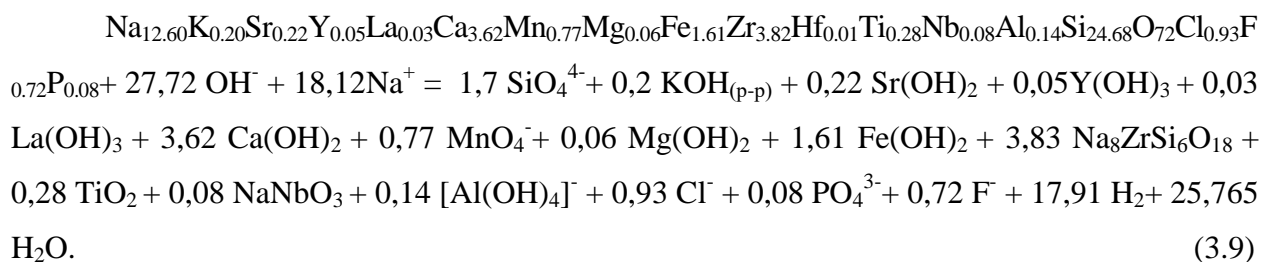 Na₁₂.₆₀K₀.₂₀Sr₀.₂₂Y₀.₀₅La₀.₀₃Ca₃.₆₂Mn₀.₇₇Mg₀.₀₆Fe₁.₆₁Zr₃.₈₂Hf₀.₀₁Ti₀.₂₈Nb₀.₀₈Al₀.₁₄Si₂₄.₆₈O₇₂Cl₀.₉₃F
₀.₇₂P₀.₀₈+ 27,72 OH⁻ + 18,12Na⁺ = 1,7 SiO₄⁴⁻+ 0,2 KOH₍р-р₎ + 0,22 Sr(OH)₂ + 0,05Y(OH)₃ + 0,03
La(OH)₃ + 3,62 Ca(OH)₂ + 0,77 MnO₄⁻+ 0,06 Mg(OH)₂ + 1,61 Fe(OH)₂ + 3,83 Na₈ZrSi₆O₁₈ +
0,28 TiO₂ + 0,08 NaNbO₃ + 0,14 [Al(OH)₄]⁻ + 0,93 Cl⁻ + 0,08 PO₄³⁻ + 0,72 F⁻ + 17,91 H₂+ 25,765
H₂O. (3.9)